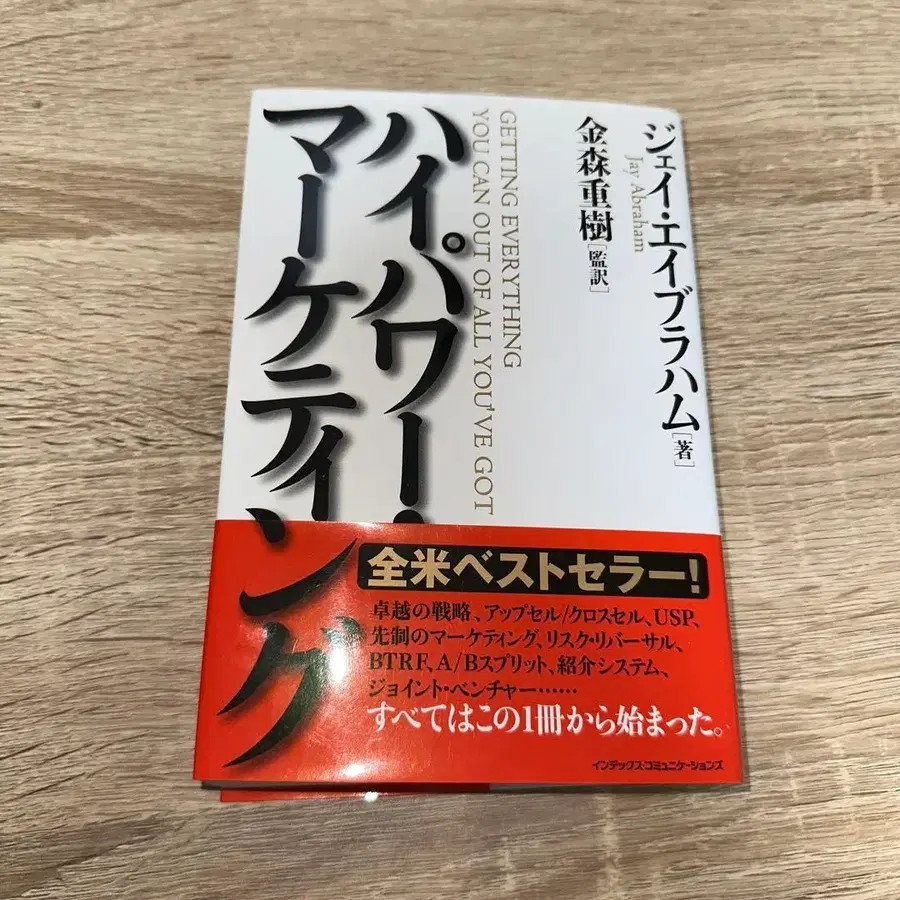 ジェイ・エイブラハム[著]
Jay Abraham
金森重樹[監訳]
GETTING EVERYTHING
YOU CAN OUT OF ALL YOU'VE GOT
ハイパワー・
マーケティング
全米ベストセラー!
卓越の戦略、アップセル/クロスセル、USP、
先制のマーケティング、リスク・リバーサル、
BTRF、A/Bスプリット、紹介システム、
ジョイント・ベンチャー……
すべてはこの1冊から始まった。
インデックス・コミュニケーションズ